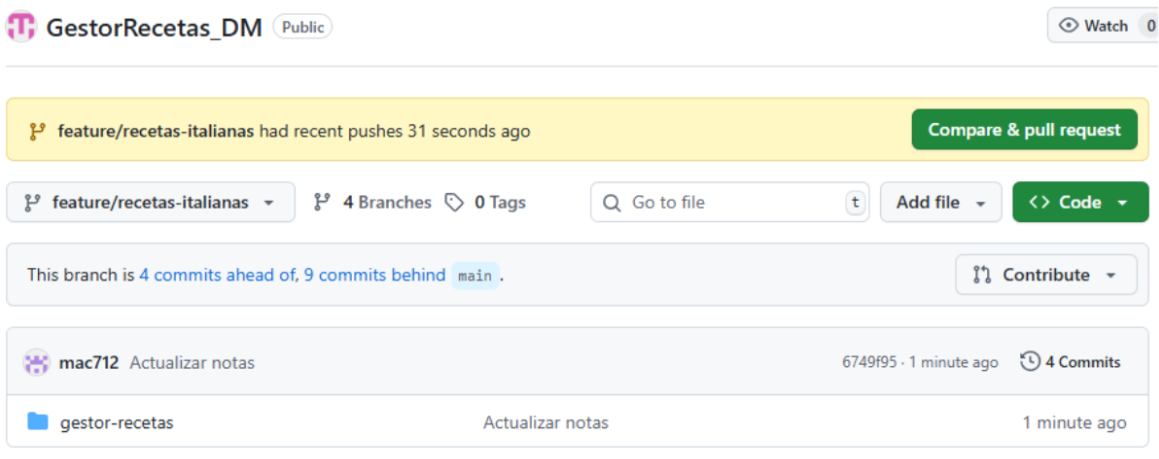 GestorRecetas_DM Public Watch 0
feature/recetas-italianas had recent pushes 31 seconds ago Compare & pull request
feature/recetas-italianas 4 Branches 0 Tags Go to file t Add file <> Code
This branch is 4 commits ahead of, 9 commits behind main . Contribute
mac712 Actualizar notas 6749f95 · 1 minute ago 4 Commits
gestor-recetas Actualizar notas 1 minute ago